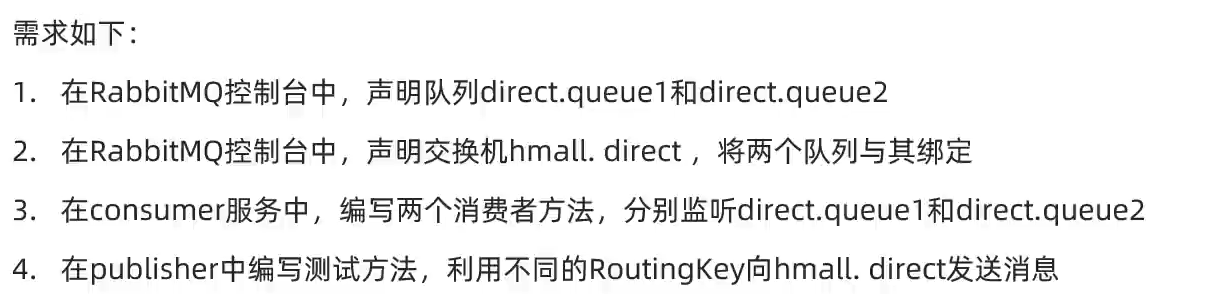 需求如下：
1. 在RabbitMQ控制台中，声明队列direct.queue1和direct.queue2
2. 在RabbitMQ控制台中，声明交换机hmall. direct ，将两个队列与其绑定
3. 在consumer服务中，编写两个消费者方法，分别监听direct.queue1和direct.queue2
4. 在publisher中编写测试方法，利用不同的RoutingKey向hmall. direct发送消息